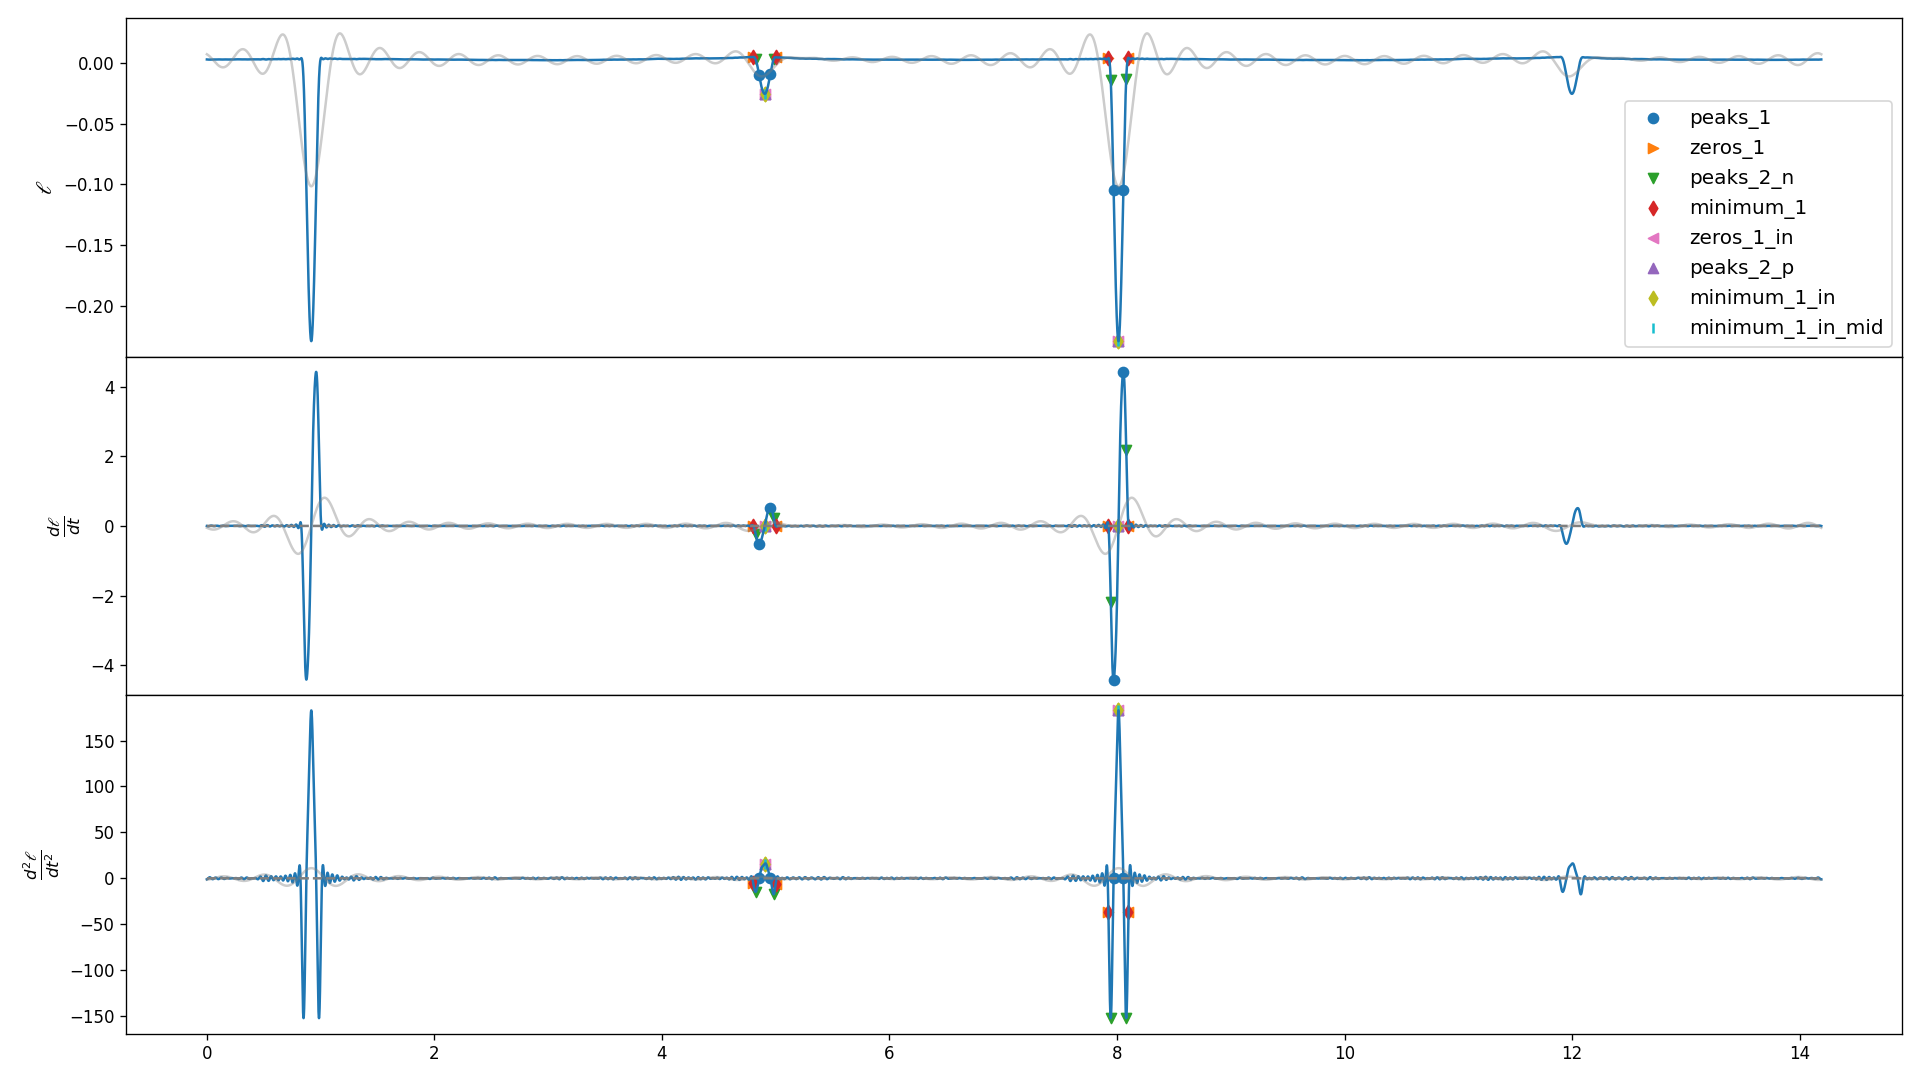 0.00
−0.05
−0.10
−0.15
−0.20
ℓ
peaks_1
zeros_1
peaks_2_n
minimum_1
zeros_1_in
peaks_2_p
minimum_1_in
minimum_1_in_mid
4
2
0
−2
−4
dℓ
dt
150
100
50
0
−50
−100
−150
d²ℓ
dt²
0 2 4 6 8 10 12 14